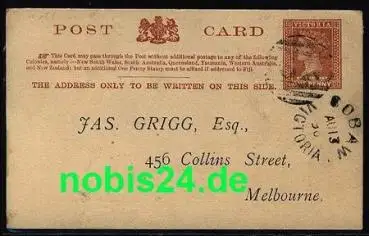 POST CARD
This Card may pass through the Post without additional postage to any of the following
Colonies, namely:—New South Wales, South Australia, Queensland, Tasmania, Western Australia,
and New Zealand; but an additional One Penny Stamp must be affixed if addressed to Fiji.
THE ADDRESS ONLY TO BE WRITTEN ON THIS SIDE.
VICTORIA
ONE PENNY
COBAW
AU 13
VICTORIA
JAS. GRIGG, Esq.,
456 Collins Street,
Melbourne.
nobis24.de